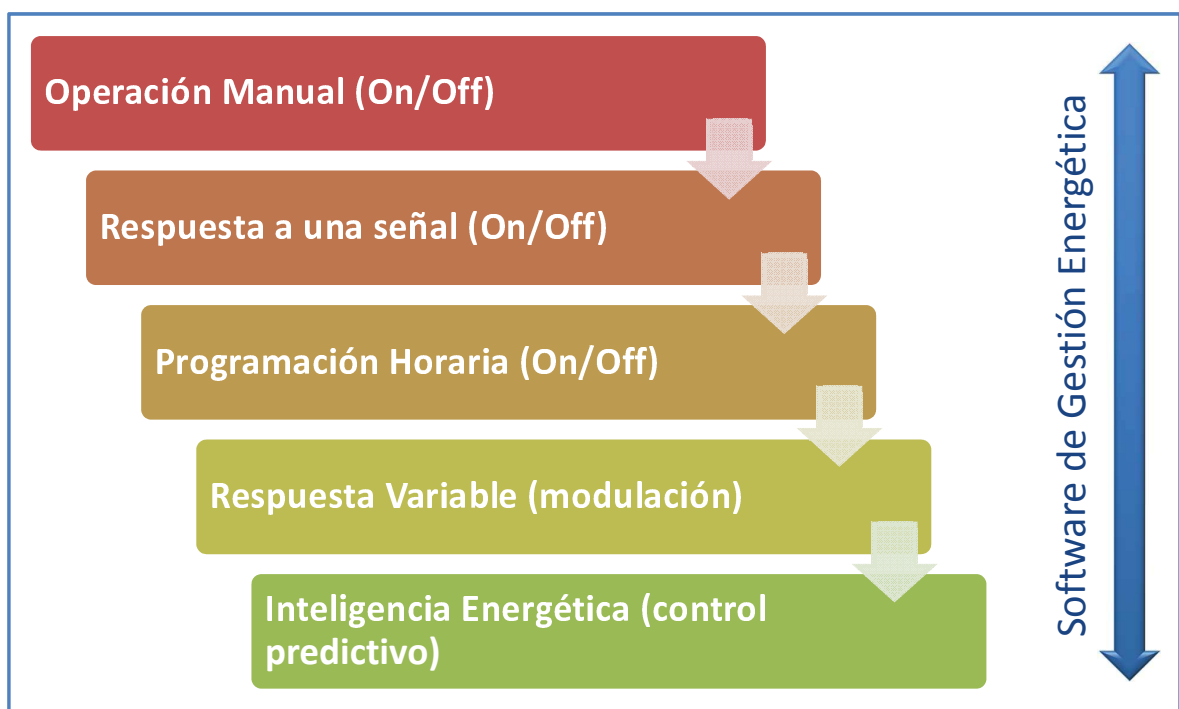 Operación Manual (On/Off)
Respuesta a una señal (On/Off)
Programación Horaria (On/Off)
Respuesta Variable (modulación)
Inteligencia Energética (control
predictivo)
Software de Gestión Energética